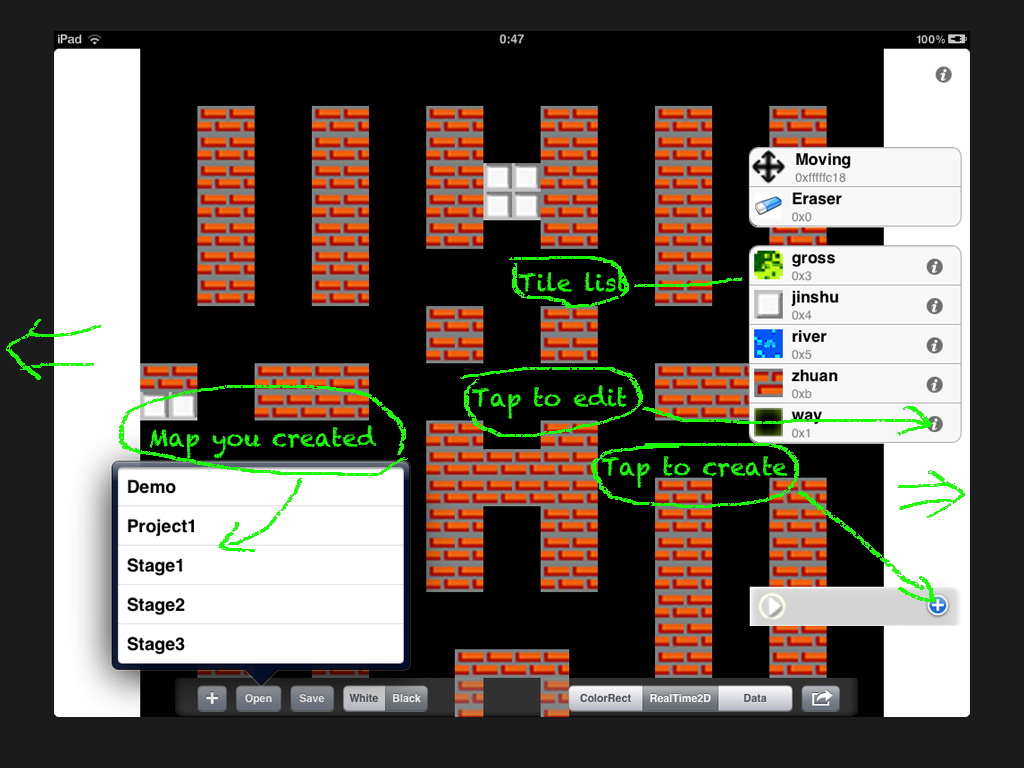 iPad
0:47
100%
Moving
0xfffffc18
Eraser
0x0
gross
0x3
Tile list
jinshu
0x4
river
0x5
zhuan
0xb
Tap to edit
way
0x1
Map you created
Tap to create
Demo
Project1
Stage1
Stage2
Stage3
+ Open Save White Black ColorRect RealTime2D Data